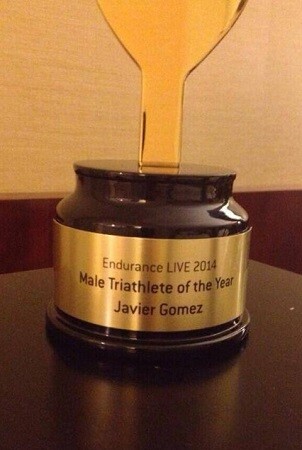 Endurance LIVE 2014
Male Triathlete of the Year
Javier Gomez